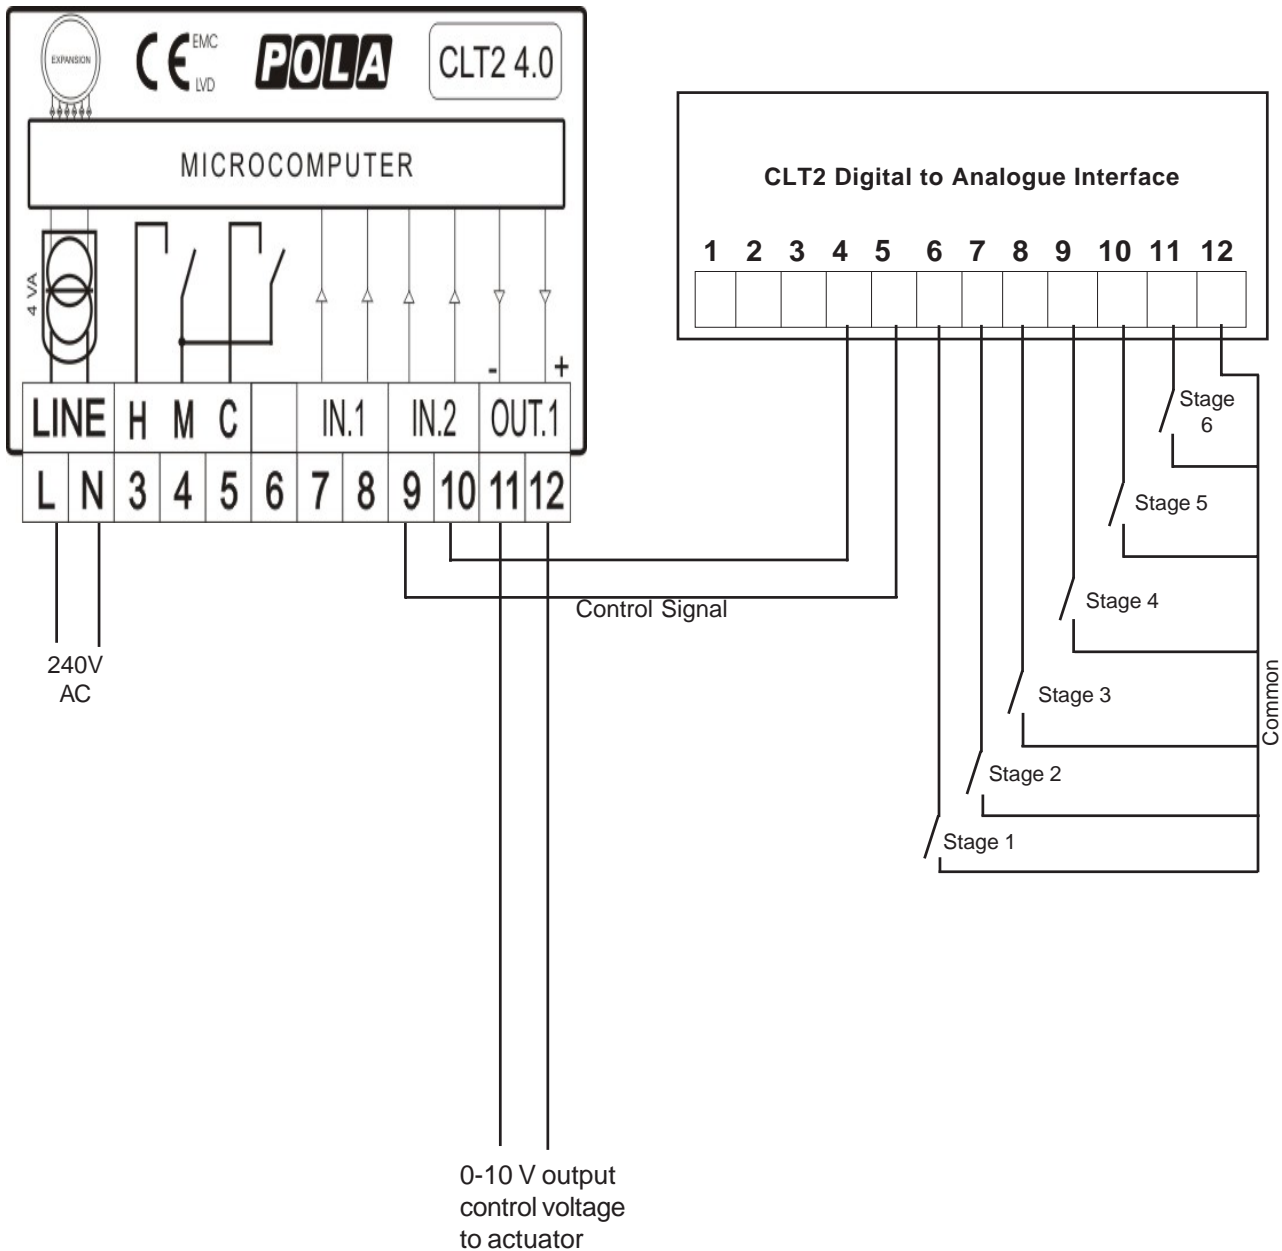 EXPANSION
CE EMC LVD
POLA
CLT2 4.0
MICROCOMPUTER
4 VA
- +
LINE H M C IN.1 IN.2 OUT.1
L N 3 4 5 6 7 8 9 10 11 12
240V
AC
Control Signal
0-10 V output
control voltage
to actuator
CLT2 Digital to Analogue Interface
1 2 3 4 5 6 7 8 9 10 11 12
Stage
6
Stage 5
Stage 4
Stage 3
Stage 2
Stage 1
Common